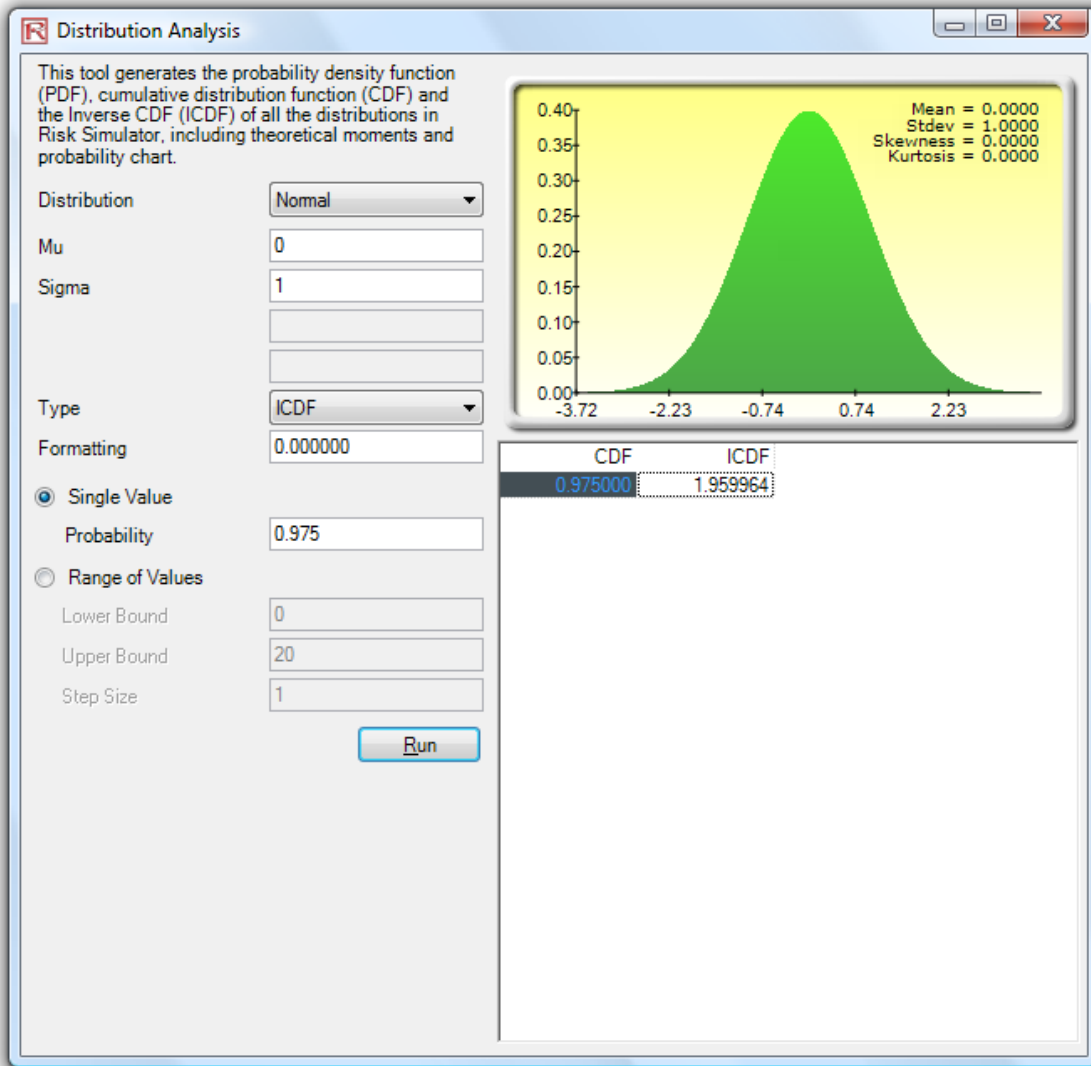 Distribution Analysis
This tool generates the probability density function
(PDF), cumulative distribution function (CDF) and
the Inverse CDF (ICDF) of all the distributions in
Risk Simulator, including theoretical moments and
probability chart.
Distribution Normal
Mu 0
Sigma 1
Type ICDF
Formatting 0.000000
Single Value
Probability 0.975
Range of Values
Lower Bound 0
Upper Bound 20
Step Size 1
Run
Mean = 0.0000
Stdev = 1.0000
Skewness = 0.0000
Kurtosis = 0.0000
0.40
0.35
0.30
0.25
0.20
0.15
0.10
0.05
0.00
-3.72 -2.23 -0.74 0.74 2.23
CDF ICDF
0.975000 1.959964